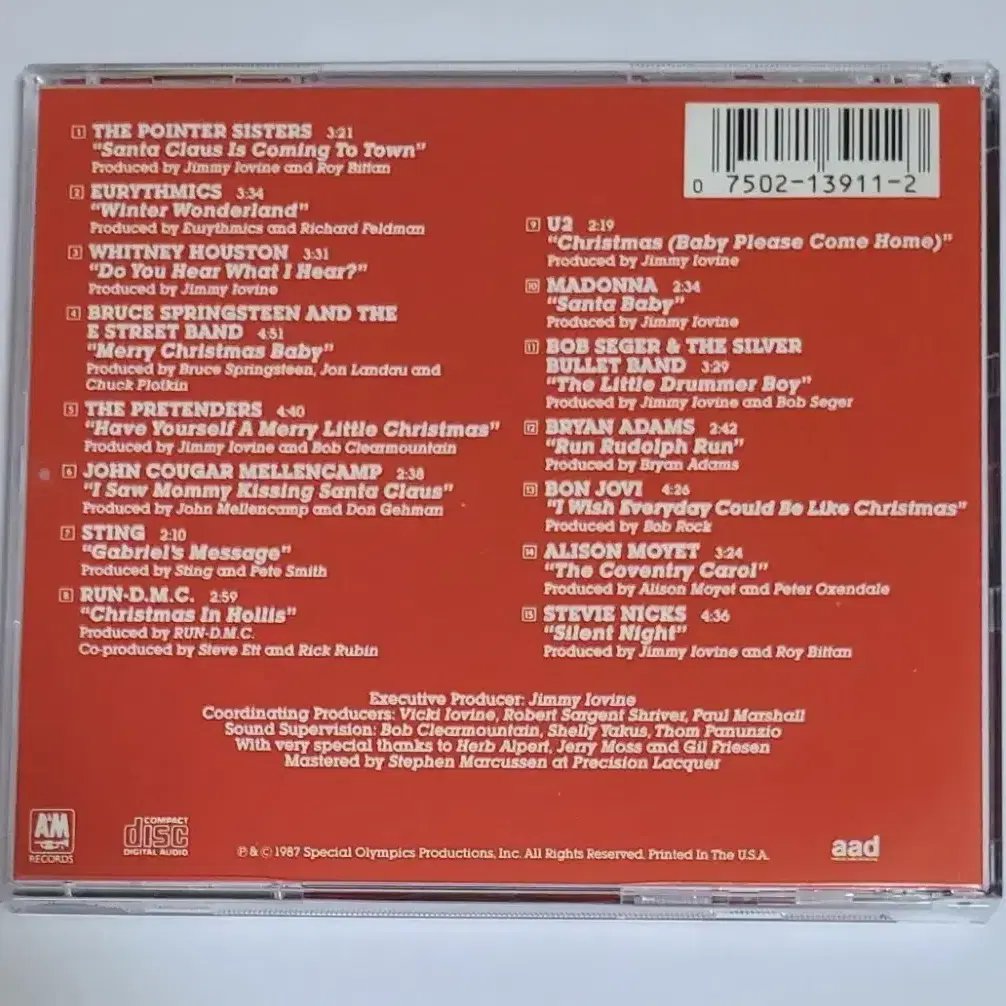 1 THE POINTER SISTERS 3:21
"Santa Claus Is Coming To Town"
Produced by Jimmy Iovine and Roy Bittan
2 EURYTHMICS 3:34
"Winter Wonderland"
Produced by Eurythmics and Richard Feldman
3 WHITNEY HOUSTON 3:31
"Do You Hear What I Hear?"
Produced by Jimmy Iovine
4 BRUCE SPRINGSTEEN AND THE
E STREET BAND 4:51
"Merry Christmas Baby"
Produced by Bruce Springsteen, Jon Landau and
Chuck Plotkin
5 THE PRETENDERS 4:40
"Have Yourself A Merry Little Christmas"
Produced by Jimmy Iovine and Bob Clearmountain
6 JOHN COUGAR MELLENCAMP 2:38
"I Saw Mommy Kissing Santa Claus"
Produced by John Mellencamp and Don Gehman
7 STING 2:10
"Gabriel's Message"
Produced by Sting and Pete Smith
8 RUN-D.M.C. 2:59
"Christmas In Hollis"
Produced by RUN-D.M.C.
Co-produced by Steve Ett and Rick Rubin
0 7502-13911-2
9 U2 2:19
"Christmas (Baby Please Come Home)"
Produced by Jimmy Iovine
10 MADONNA 2:34
"Santa Baby"
Produced by Jimmy Iovine
11 BOB SEGER & THE SILVER
BULLET BAND 3:29
"The Little Drummer Boy"
Produced by Jimmy Iovine and Bob Seger
12 BRYAN ADAMS 2:42
"Run Rudolph Run"
Produced by Bryan Adams
13 BON JOVI 4:26
"I Wish Everyday Could Be Like Christmas"
Produced by Bob Rock
14 ALISON MOYET 3:24
"The Coventry Carol"
Produced by Alison Moyet and Peter Oxendale
15 STEVIE NICKS 4:36
"Silent Night"
Produced by Jimmy Iovine and Roy Bittan
Executive Producer: Jimmy Iovine
Coordinating Producers: Vicki Iovine, Robert Sargent Shriver, Paul Marshall
Sound Supervision: Bob Clearmountain, Shelly Yakus, Thom Panunzio
With very special thanks to Herb Alpert, Jerry Moss and Gil Friesen
Mastered by Stephen Marcussen at Precision Lacquer
A&M
RECORDS
COMPACT
disc
DIGITAL AUDIO
℗ & © 1987 Special Olympics Productions, Inc. All Rights Reserved. Printed In The U.S.A.
aad